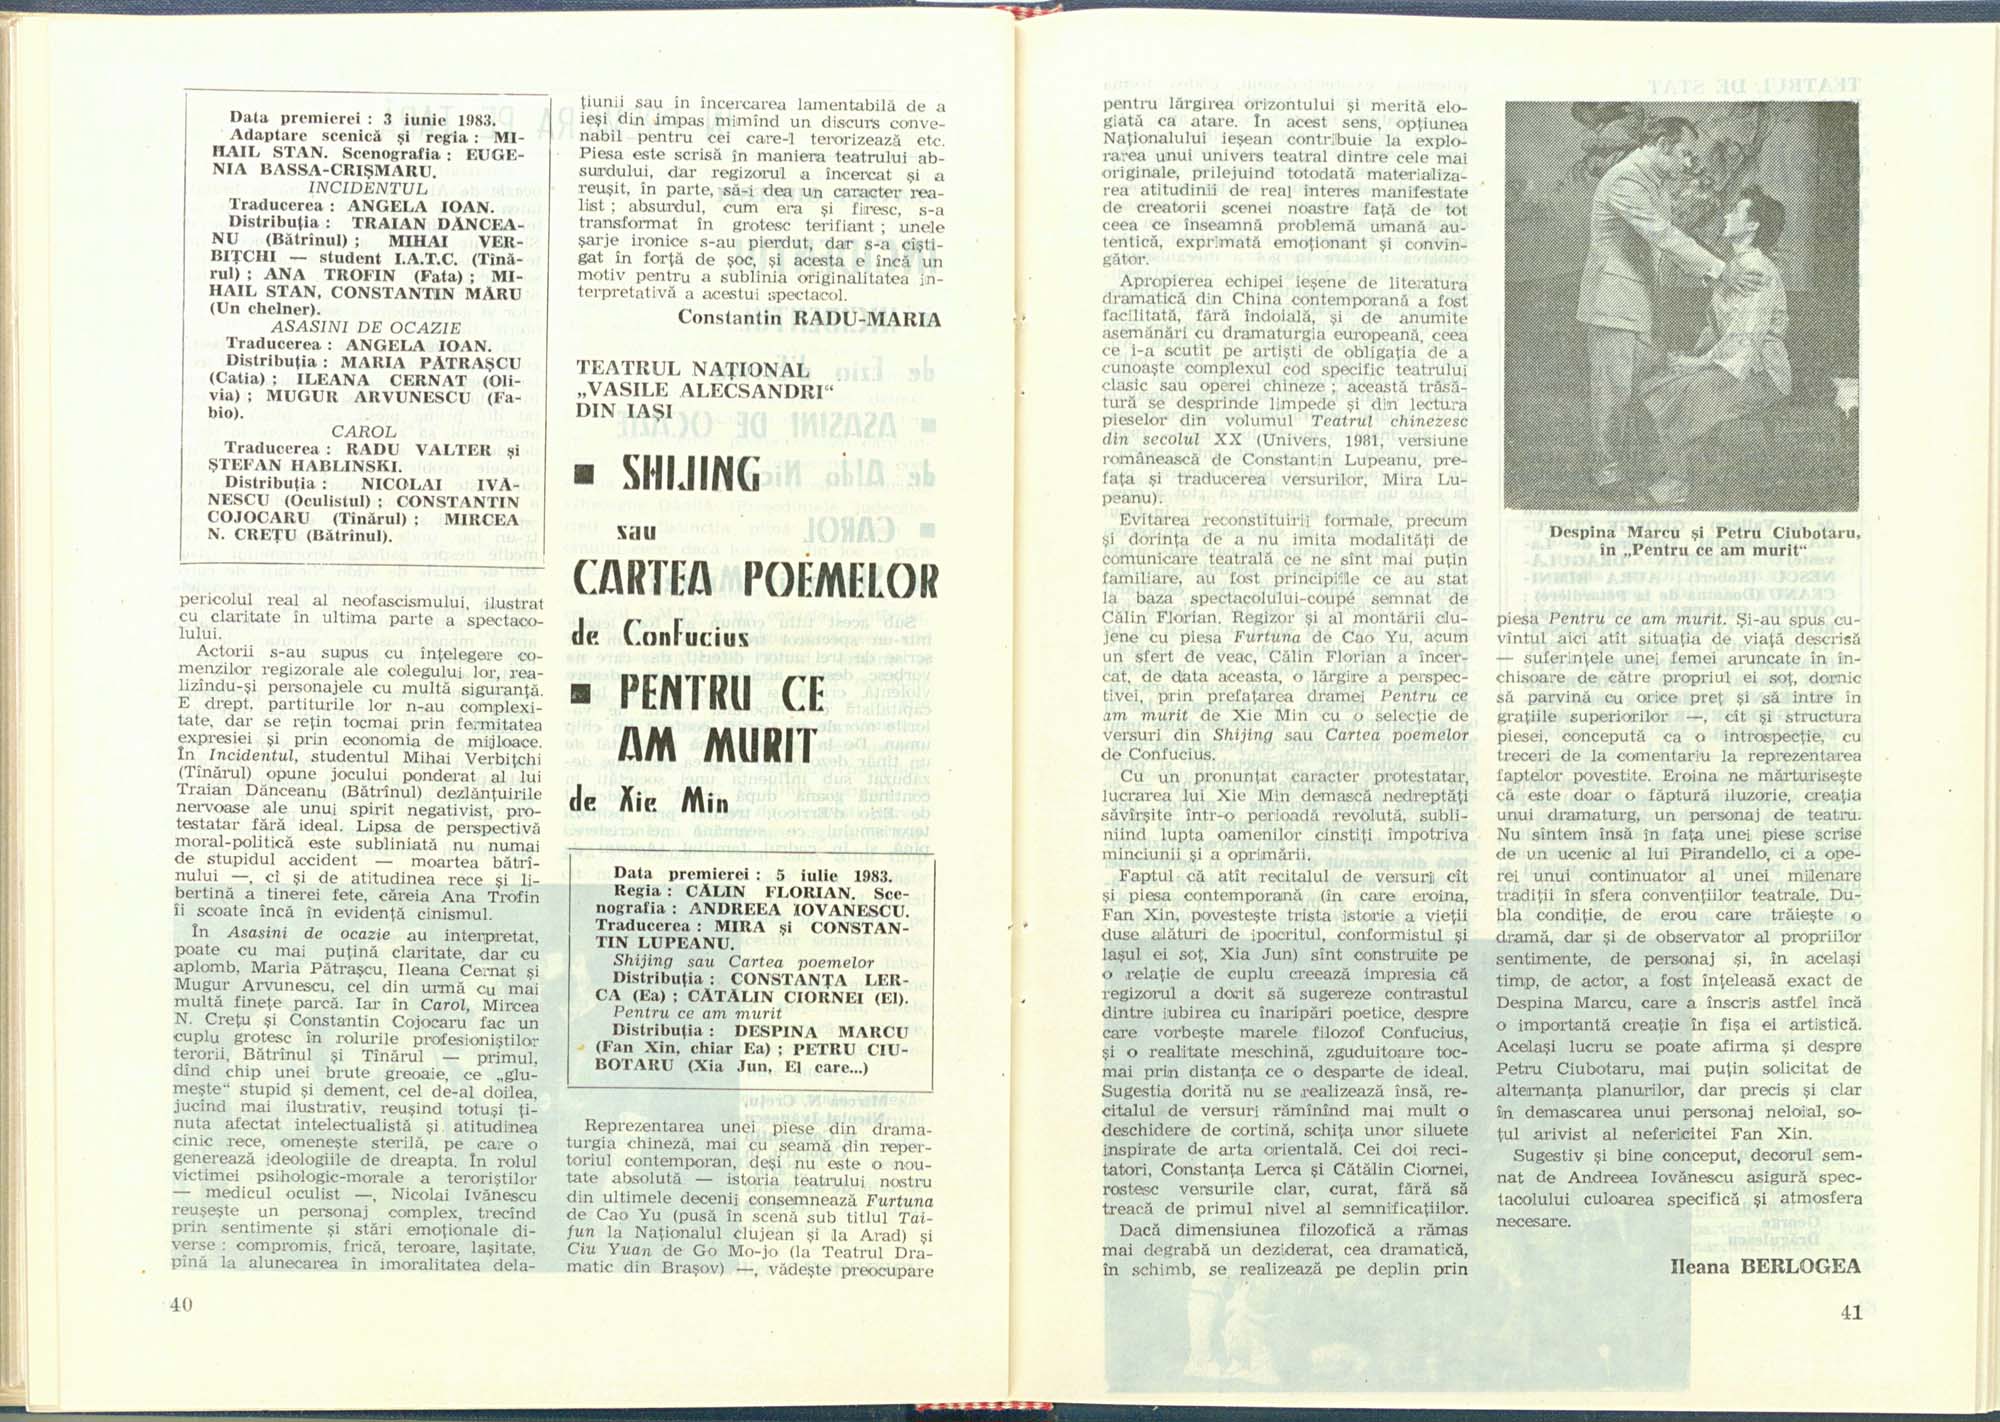 Data premierei : 3 iunie 1983.
Adaptare scenică și regia : MI-
HAIL STAN. Scenografia : EUGE-
NIA BASSA-CRIȘMARU.
INCIDENTUL
Traducerea : ANGELA IOAN.
Distribuția : TRAIAN DĂNCEA-
NU (Bătrînul) ; MIHAI VER-
BIȚCHI — student I.A.T.C. (Tînă-
rul) ; ANA TROFIN (Fata) ; MI-
HAIL STAN, CONSTANTIN MĂRU
(Un chelner).
ASASINI DE OCAZIE
Traducerea : ANGELA IOAN.
Distribuția : MARIA PĂTRAȘCU
(Catia) ; ILEANA CERNAT (Oli-
via) ; MUGUR ARVUNESCU (Fa-
bio).
CAROL
Traducerea : RADU VALTER și
ȘTEFAN HABLINSKI.
Distribuția : NICOLAI IVĂ-
NESCU (Oculistul) ; CONSTANTIN
COJOCARU (Tînărul) ; MIRCEA
N. CREȚU (Bătrînul).
pericolul real al neofascismului, ilustrat
cu claritate în ultima parte a spectaco-
lului.
Actorii s-au supus cu înțelegere co-
menzilor regizorale ale colegului lor, rea-
lizîndu-și personajele cu multă siguranță.
E drept, partiturile lor n-au complexi-
tate, dar se rețin tocmai prin fermitatea
expresiei și prin economia de mijloace.
În Incidentul, studentul Mihai Verbițchi
(Tînărul) opune jocului ponderat al lui
Traian Dănceanu (Bătrînul) dezlănțuirile
nervoase ale unui spirit negativist, pro-
testatar fără ideal. Lipsa de perspectivă
moral-politică este subliniată nu numai
de stupidul accident — moartea bătrî-
nului —, ci și de atitudinea rece și li-
bertină a tinerei fete, căreia Ana Trofin
îi scoate încă în evidență cinismul.
În Asasini de ocazie au interpretat,
poate cu mai puțină claritate, dar cu
aplomb, Maria Pătrașcu, Ileana Cernat și
Mugur Arvunescu, cel din urmă cu mai
multă finețe parcă. Iar în Carol, Mircea
N. Crețu și Constantin Cojocaru fac un
cuplu grotesc în rolurile profesioniștilor
terorii, Bătrînul și Tînărul — primul,
dînd chip unei brute greoaie, ce „glu-
mește“ stupid și dement, cel de-al doilea,
jucînd mai ilustrativ, reușind totuși ți-
nuta afectat intelectualistă și atitudinea
cinic rece, omenește sterilă, pe care o
generează ideologiile de dreapta. În rolul
victimei psihologic-morale a teroriștilor
— medicul oculist —, Nicolai Ivănescu
reușește un personaj complex, trecînd
prin sentimente și stări emoționale di-
verse : compromis, frică, teroare, lașitate,
pînă la alunecarea în imoralitatea dela-
40
țiunii sau în încercarea lamentabilă de a
ieși din impas mimînd un discurs conve-
nabil pentru cei care-l terorizează etc.
Piesa este scrisă în maniera teatrului ab-
surdului, dar regizorul a încercat și a
reușit, în parte, să-i dea un caracter rea-
list ; absurdul, cum era și firesc, s-a
transformat în grotesc terifiant ; unele
șarje ironice s-au pierdut, dar s-a cîști-
gat în forță de șoc, și acesta e încă un
motiv pentru a sublinia originalitatea in-
terpretativă a acestui spectacol.
Constantin RADU-MARIA
TEATRUL NAȚIONAL
„VASILE ALECSANDRI“
DIN IAȘI
■ SHIJING
sau
CARTEA POEMELOR
de Confucius
■ PENTRU CE
AM MURIT
de Xie Min
Data premierei : 5 iulie 1983.
Regia : CĂLIN FLORIAN. Sce-
nografia : ANDREEA IOVĂNESCU.
Traducerea : MIRA și CONSTAN-
TIN LUPEANU.
Shijing sau Cartea poemelor
Distribuția : CONSTANȚA LER-
CA (Ea) ; CĂTĂLIN CIORNEI (El).
Pentru ce am murit
Distribuția : DESPINA MARCU
(Fan Xin, chiar Ea) ; PETRU CIU-
BOTARU (Xia Jun, El care...)
Reprezentarea unei piese din drama-
turgia chineză, mai cu seamă din reper-
toriul contemporan, deși nu este o nou-
tate absolută — istoria teatrului nostru
din ultimele decenii consemnează Furtuna
de Cao Yu (pusă în scenă sub titlul Tai-
fun la Naționalul clujean și la Arad) și
Ciu Yuan de Go Mo-jo (la Teatrul Dra-
matic din Brașov) —, vădește preocupare
pentru lărgirea orizontului și merită elo-
giată ca atare. În acest sens, opțiunea
Naționalului ieșean contribuie la explo-
rarea unui univers teatral dintre cele mai
originale, prilejuind totodată materializa-
rea atitudinii de real interes manifestate
de creatorii scenei noastre față de tot
ceea ce înseamnă problemă umană au-
tentică, exprimată emoționant și convin-
gător.
Apropierea echipei ieșene de literatura
dramatică din China contemporană a fost
facilitată, fără îndoială, și de anumite
asemănări cu dramaturgia europeană, ceea
ce i-a scutit pe artiști de obligația de a
cunoaște complexul cod specific teatrului
clasic sau operei chineze ; această trăsă-
tură se desprinde limpede și din lectura
pieselor din volumul Teatrul chinezesc
din secolul XX (Univers, 1981, versiune
românească de Constantin Lupeanu, pre-
fața și traducerea versurilor, Mira Lu-
peanu).
Evitarea reconstituirii formale, precum
și dorința de a nu imita modalități de
comunicare teatrală ce ne sînt mai puțin
familiare, au fost principiile ce au stat
la baza spectacolului-coupé semnat de
Călin Florian. Regizor și al montării clu-
jene cu piesa Furtuna de Cao Yu, acum
un sfert de veac, Călin Florian a încer-
cat, de data aceasta, o lărgire a perspec-
tivei, prin prefațarea dramei Pentru ce
am murit de Xie Min cu o selecție de
versuri din Shijing sau Cartea poemelor
de Confucius.
Cu un pronunțat caracter protestatar,
lucrarea lui Xie Min demască nedreptăți
săvîrșite într-o perioadă revolută, subli-
niind lupta oamenilor cinstiți împotriva
minciunii și a oprimării.
Faptul că atît recitalul de versuri cît
și piesa contemporană (în care eroina,
Fan Xin, povestește trista istorie a vieții
duse alături de ipocritul, conformistul și
lașul ei soț, Xia Jun) sînt construite pe
o relație de cuplu creează impresia că
regizorul a dorit să sugereze contrastul
dintre iubirea cu înaripări poetice, despre
care vorbește marele filozof Confucius,
și o realitate meschină, zguduitoare toc-
mai prin distanța ce o desparte de ideal.
Sugestia dorită nu se realizează însă, re-
citalul de versuri rămînînd mai mult o
deschidere de cortină, schița unor siluete
inspirate de arta orientală. Cei doi reci-
tatori, Constanța Lerca și Cătălin Ciornei,
rostesc versurile clar, curat, fără să
treacă de primul nivel al semnificațiilor.
Dacă dimensiunea filozofică a rămas
mai degrabă un deziderat, cea dramatică,
în schimb, se realizează pe deplin prin
Despina Marcu și Petru Ciubotaru,
în „Pentru ce am murit“
piesa Pentru ce am murit. Și-au spus cu-
vîntul aici atît situația de viață descrisă
— suferințele unei femei aruncate în în-
chisoare de către propriul ei soț, dornic
să parvină cu orice preț și să intre în
grațiile superiorilor —, cît și structura
piesei, concepută ca o introspecție, cu
treceri de la comentariu la reprezentarea
faptelor povestite. Eroina ne mărturisește
că este doar o făptură iluzorie, creația
unui dramaturg, un personaj de teatru.
Nu sîntem însă în fața unei piese scrise
de un ucenic al lui Pirandello, ci a ope-
rei unui continuator al unei milenare
tradiții în sfera convențiilor teatrale. Du-
bla condiție, de erou care trăiește o
dramă, dar și de observator al propriilor
sentimente, de personaj și, în același
timp, de actor, a fost înțeleasă exact de
Despina Marcu, care a înscris astfel încă
o importantă creație în fișa ei artistică.
Același lucru se poate afirma și despre
Petru Ciubotaru, mai puțin solicitat de
alternanța planurilor, dar precis și clar
în demascarea unui personaj neloial, so-
țul arivist al nefericitei Fan Xin.
Sugestiv și bine conceput, decorul sem-
nat de Andreea Iovănescu asigură spec-
tacolului culoarea specifică și atmosfera
necesare.
Ileana BERLOGEA
41